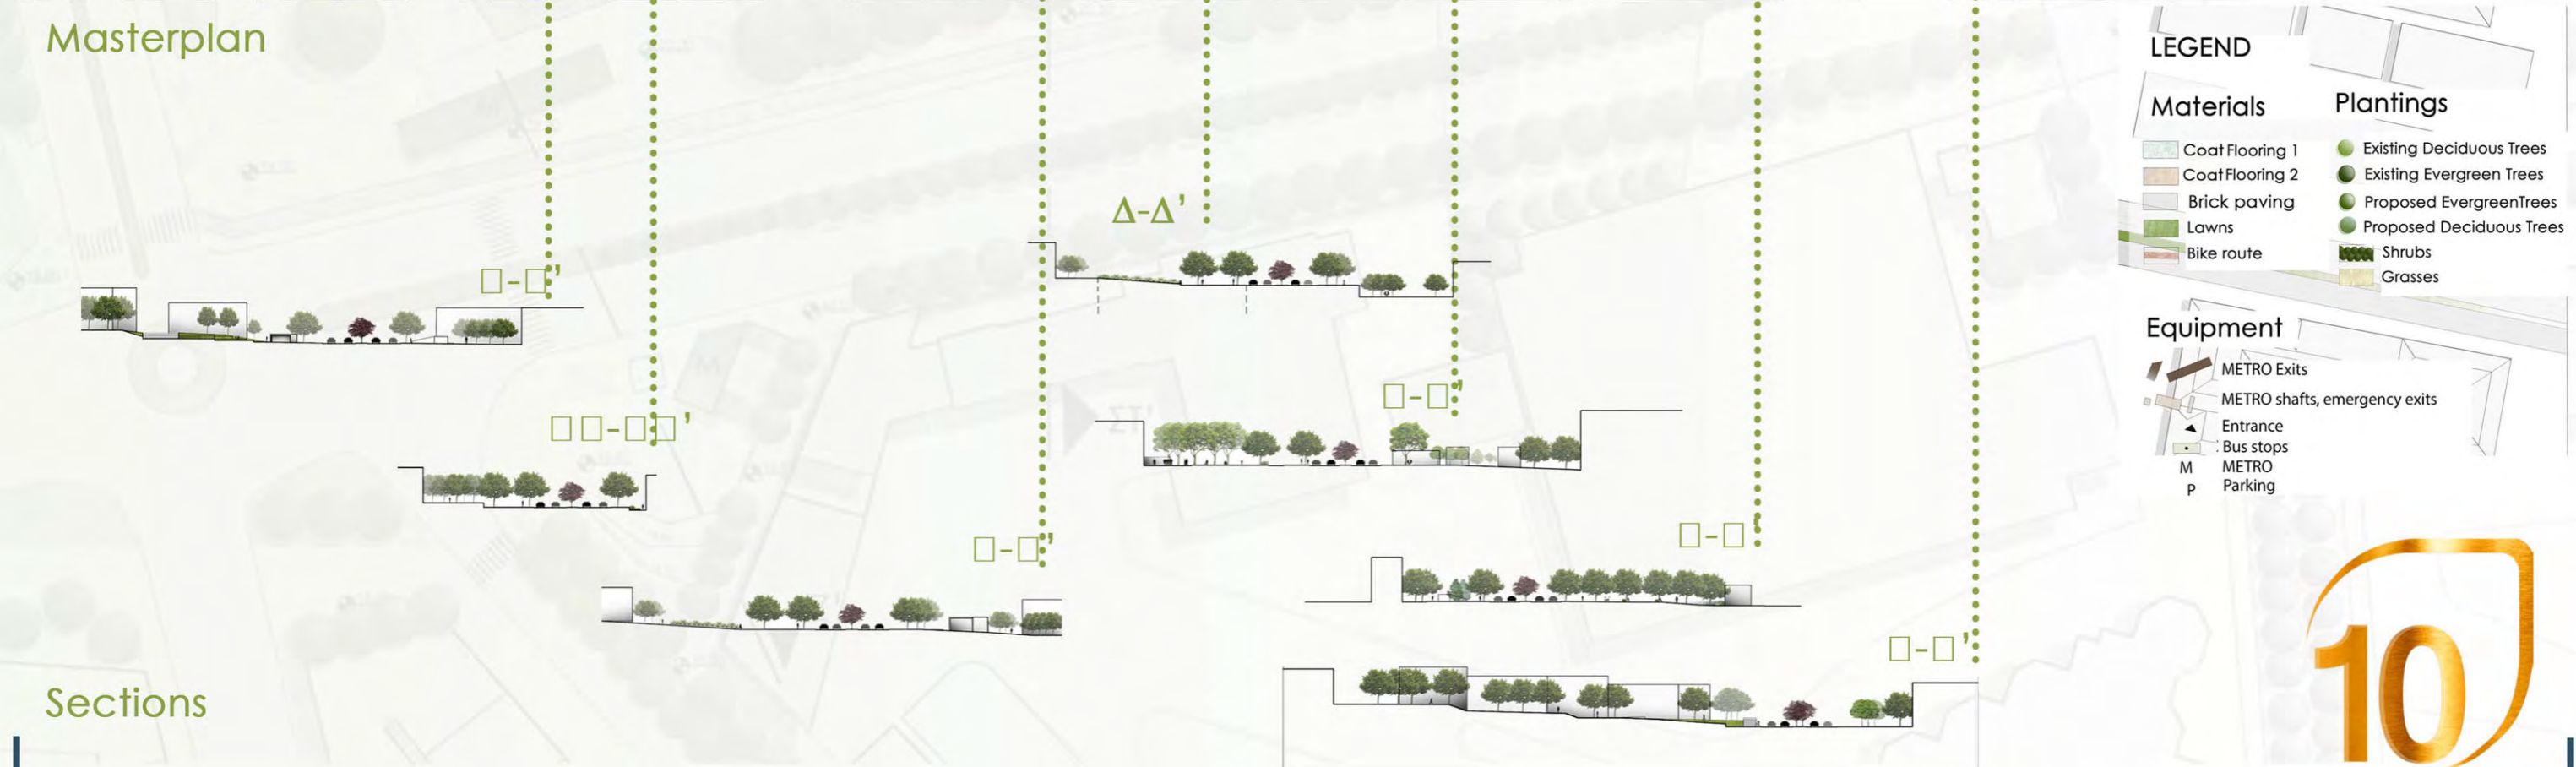 Masterplan
Δ-Δ'
□-□'
□-□'
□□-□□'
□-□'
□-□'
□-□'
Sections
LEGEND
Materials
Coat Flooring 1
Coat Flooring 2
Brick paving
Lawns
Bike route
Plantings
Existing Deciduous Trees
Existing Evergreen Trees
Proposed EvergreenTrees
Proposed Deciduous Trees
Shrubs
Grasses
Equipment
METRO Exits
METRO shafts, emergency exits
Entrance
Bus stops
M METRO
P Parking
10